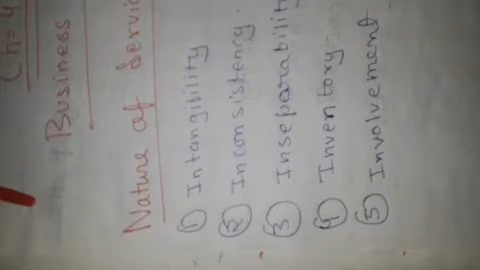 Ch= 4
Business
Nature of
① Intangibility
② Inconsistency.
③ Inseparability
④ Inventory.
⑤ Involvement